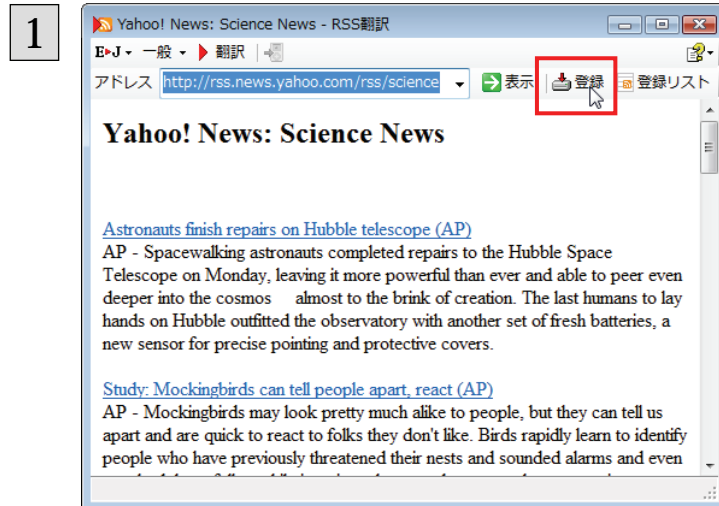 1
Yahoo! News: Science News - RSS翻訳
E▶J 一般 翻訳
アドレス http://rss.news.yahoo.com/rss/science 表示 登録 登録リスト
Yahoo! News: Science News
Astronauts finish repairs on Hubble telescope (AP)
AP - Spacewalking astronauts completed repairs to the Hubble Space
Telescope on Monday, leaving it more powerful than ever and able to peer even
deeper into the cosmos almost to the brink of creation. The last humans to lay
hands on Hubble outfitted the observatory with another set of fresh batteries, a
new sensor for precise pointing and protective covers.
Study: Mockingbirds can tell people apart, react (AP)
AP - Mockingbirds may look pretty much alike to people, but they can tell us
apart and are quick to react to folks they don't like. Birds rapidly learn to identify
people who have previously threatened their nests and sounded alarms and even